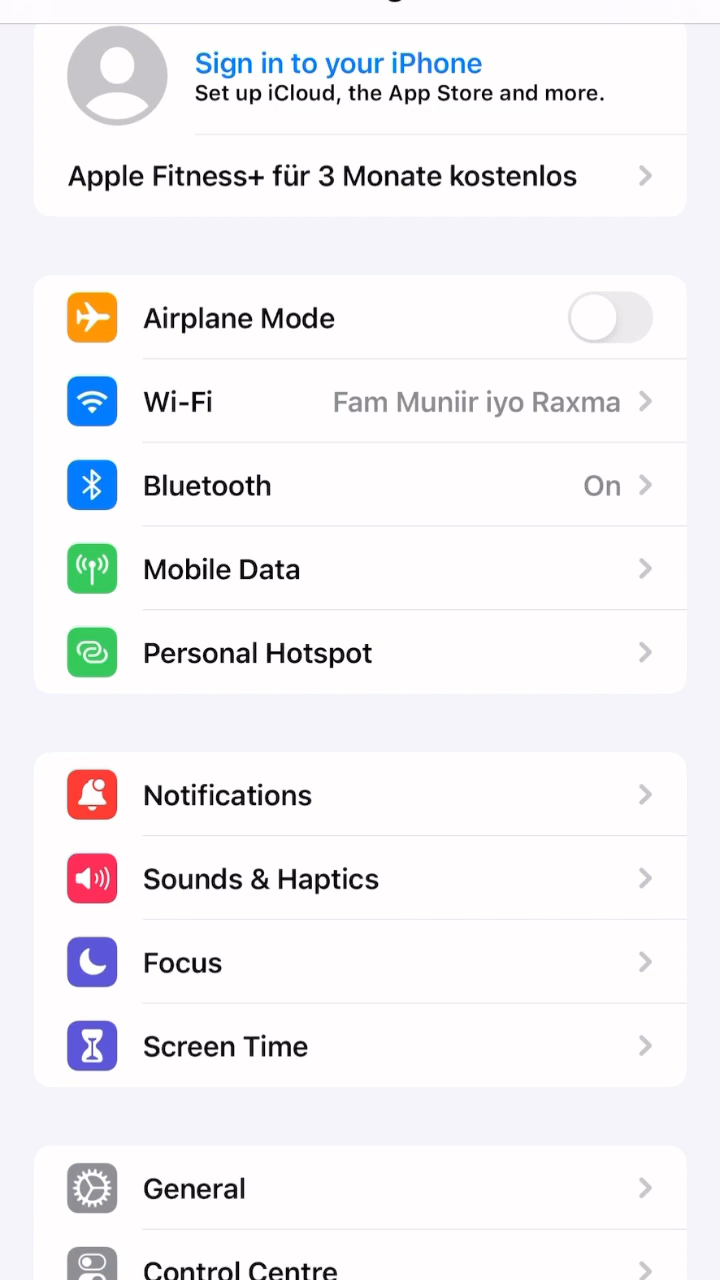 Sign in to your iPhone
Set up iCloud, the App Store and more.
Apple Fitness+ für 3 Monate kostenlos
Airplane Mode
Wi-Fi Fam Muniir iyo Raxma
Bluetooth On
Mobile Data
Personal Hotspot
Notifications
Sounds & Haptics
Focus
Screen Time
General
Control Centre